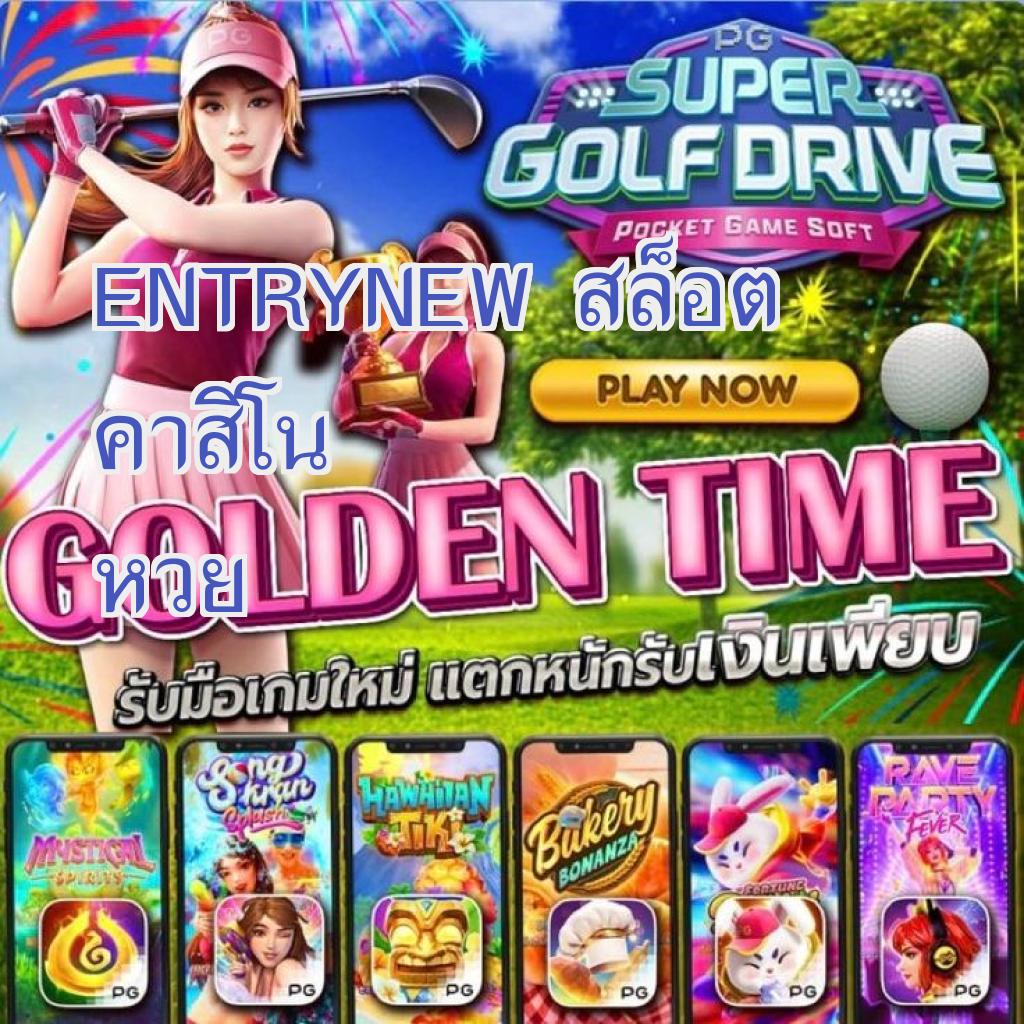 PG
PG
SUPER
GOLF DRIVE
POCKET GAME SOFT
ENTRYNEW สล็อต
คาสิโน
หวย
PLAY NOW
GOLDEN TIME
รับมือเกมใหม่ แตกหนักรับเงินเพียบ
MYSTICAL
SPIRITS
Songkran
Splush
HAWAIIAN
TIKI
Bakery
BONANZA
FORTUNE
RAVE
PARTY
FEVER
PG
PG
PG
PG
PG
PG